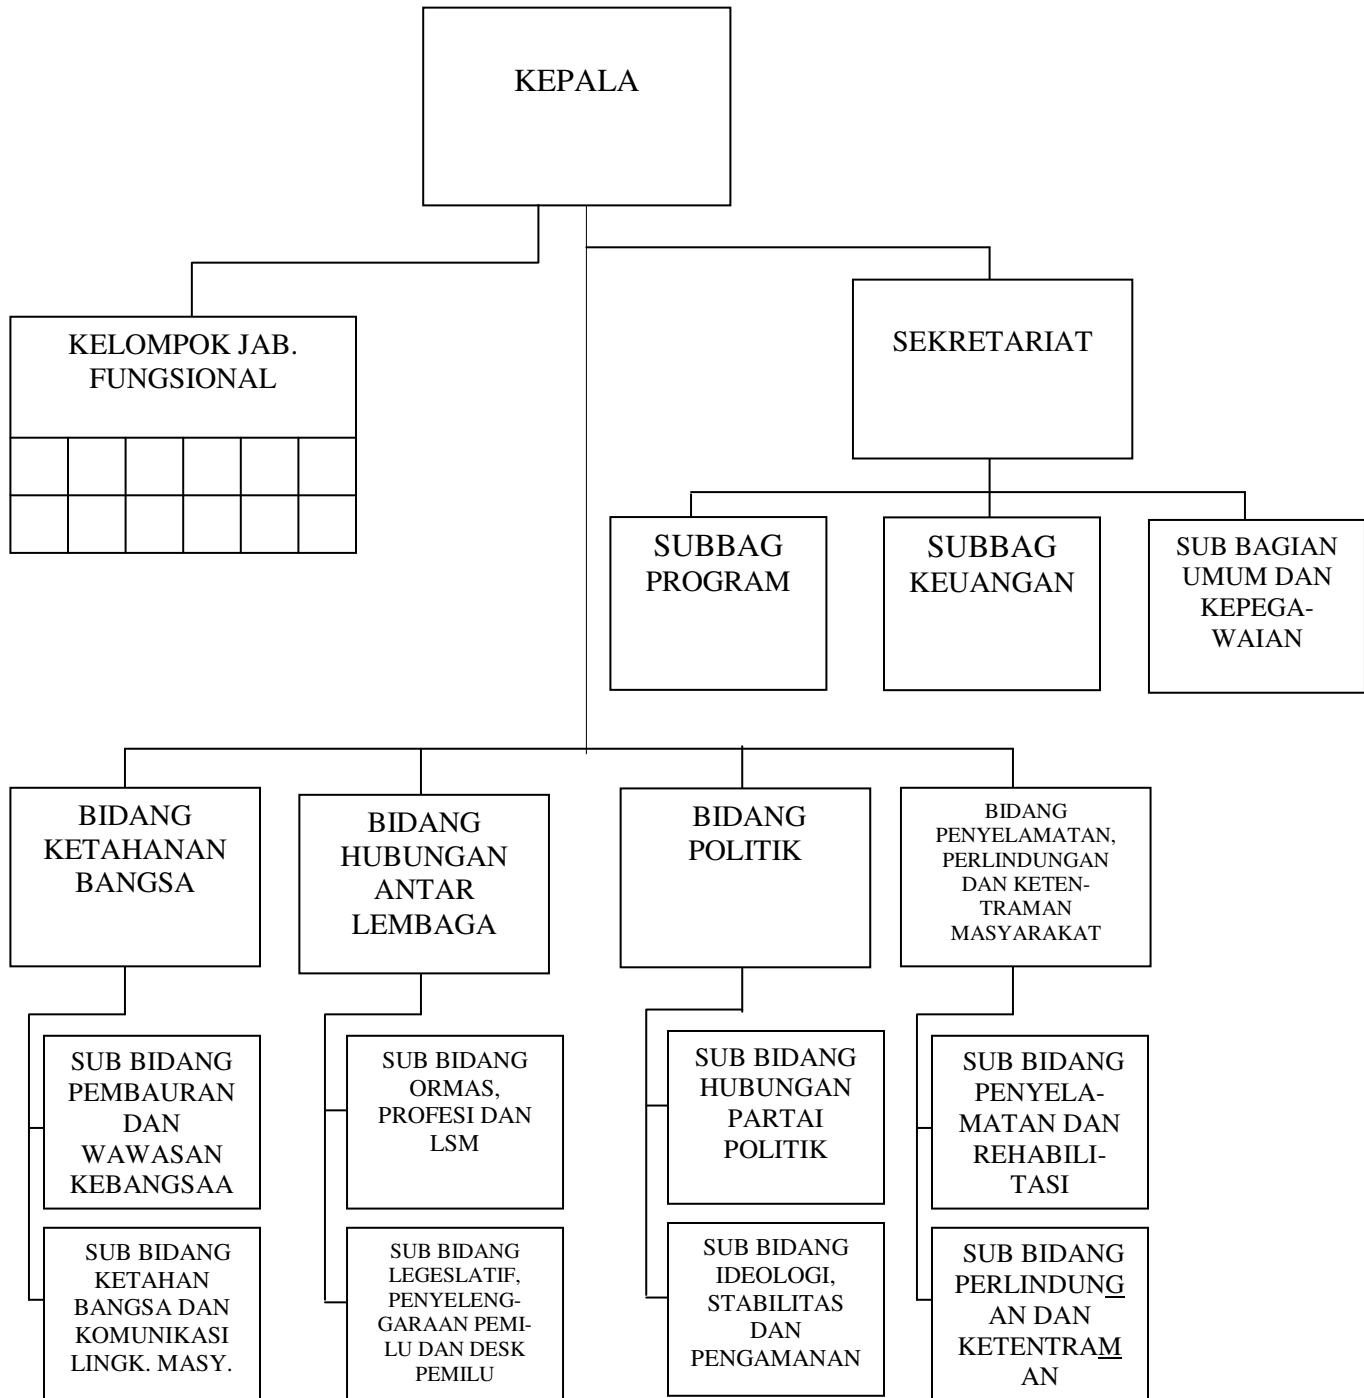 KEPALA
KELOMPOK JAB.
FUNGSIONAL
SEKRETARIAT
SUBBAG
PROGRAM
SUBBAG
KEUANGAN
SUB BAGIAN
UMUM DAN
KEPEGA-
WAIAN
BIDANG
KETAHANAN
BANGSA
BIDANG
HUBUNGAN
ANTAR
LEMBAGA
BIDANG
POLITIK
BIDANG
PENYELAMATAN,
PERLINDUNGAN
DAN KETEN-
TRAMAN
MASYARAKAT
SUB BIDANG
PEMBAURAN
DAN
WAWASAN
KEBANGSAA
SUB BIDANG
ORMAS,
PROFESI DAN
LSM
SUB BIDANG
HUBUNGAN
PARTAI
POLITIK
SUB BIDANG
PENYELA-
MATAN DAN
REHABILI-
TASI
SUB BIDANG
KETAHAN
BANGSA DAN
KOMUNIKASI
LINGK. MASY.
SUB BIDANG
LEGESLATIF,
PENYELENG-
GARAAN PEMI-
LU DAN DESK
PEMILU
SUB BIDANG
IDEOLOGI,
STABILITAS
DAN
PENGAMANAN
SUB BIDANG
PERLINDUNG
AN DAN
KETENTRAM
AN